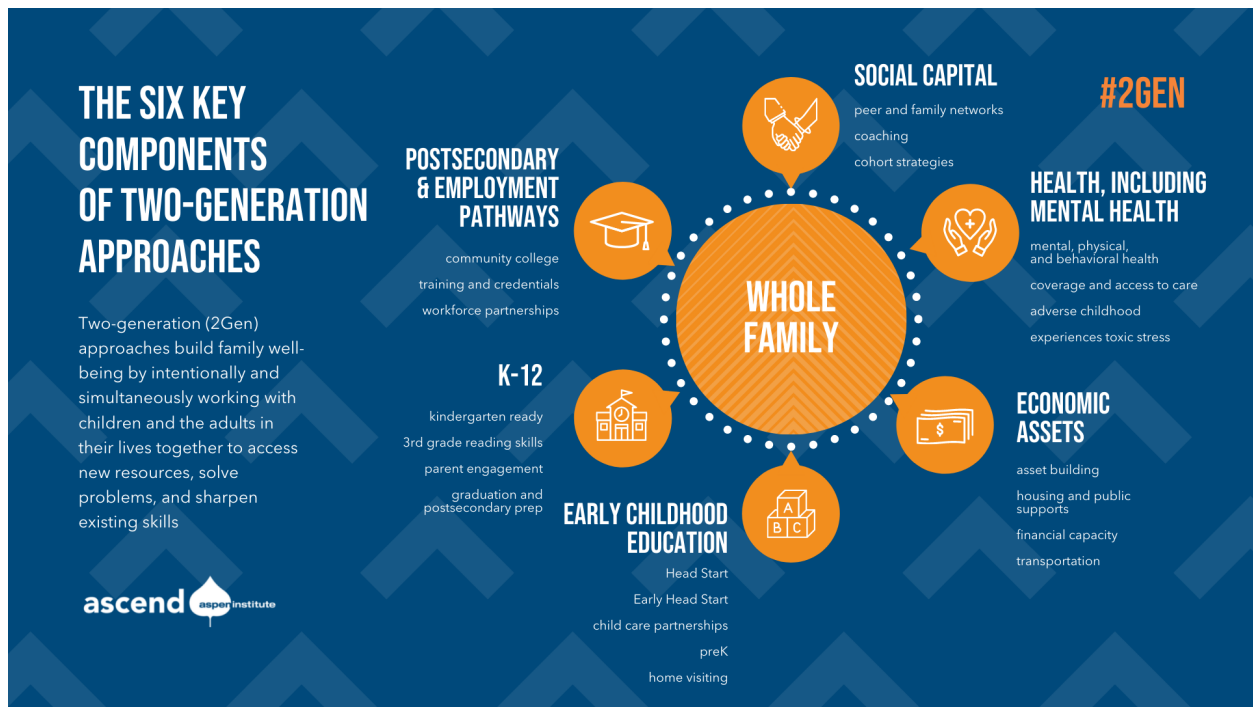 THE SIX KEY
COMPONENTS
OF TWO-GENERATION
APPROACHES
Two-generation (2Gen)
approaches build family well-
being by intentionally and
simultaneously working with
children and the adults in
their lives together to access
new resources, solve
problems, and sharpen
existing skills
ascend aspen institute
POSTSECONDARY
& EMPLOYMENT
PATHWAYS
community college
training and credentials
workforce partnerships
K-12
kindergarten ready
3rd grade reading skills
parent engagement
graduation and
postsecondary prep
EARLY CHILDHOOD
EDUCATION
Head Start
Early Head Start
child care partnerships
preK
home visiting
A
B C
WHOLE
FAMILY
SOCIAL CAPITAL
peer and family networks
coaching
cohort strategies
#2GEN
HEALTH, INCLUDING
MENTAL HEALTH
mental, physical,
and behavioral health
coverage and access to care
adverse childhood
experiences toxic stress
$
ECONOMIC
ASSETS
asset building
housing and public
supports
financial capacity
transportation